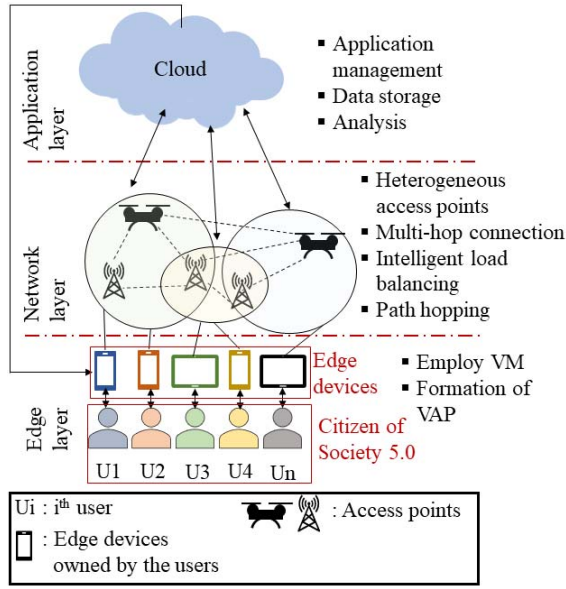 Application
layer
Cloud
▪ Application
management
▪ Data storage
▪ Analysis
Network
layer
▪ Heterogeneous
access points
▪ Multi-hop connection
▪ Intelligent load
balancing
▪ Path hopping
Edge
layer
Edge
devices
▪ Employ VM
▪ Formation of
VAP
Citizen of
Society 5.0
U1 U2 U3 U4 Un
Ui : iᵗʰ user
: Access points
: Edge devices
owned by the users